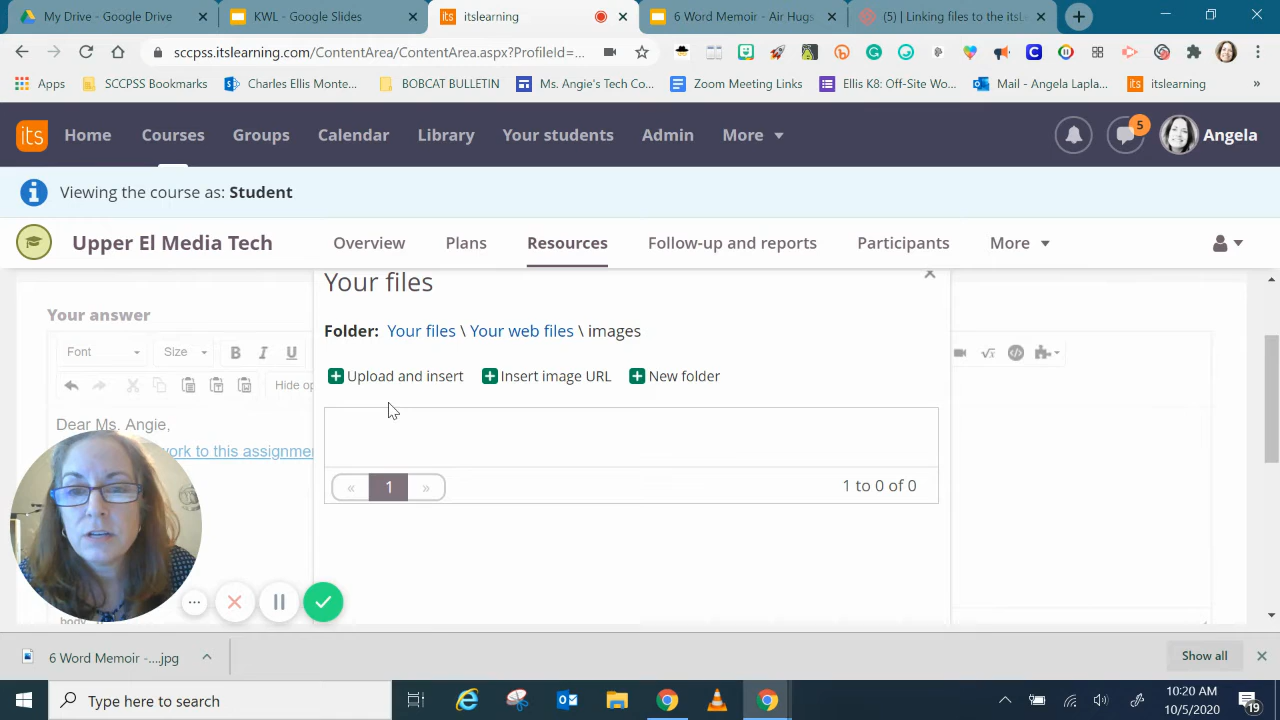 My Drive - Google Drive
KWL - Google Slides
itslearning
6 Word Memoir - Air Hugs
(5) | Linking files to the itsL
sccpss.itslearning.com/ContentArea/ContentArea.aspx?ProfileId=...
Apps
SCCPSS Bookmarks
Charles Ellis Monte...
BOBCAT BULLETIN
Ms. Angie's Tech Co...
Zoom Meeting Links
Ellis K8: Off-Site Wo...
Mail - Angela Lapla...
itslearning
»
its
Home
Courses
Groups
Calendar
Library
Your students
Admin
More
5
Angela
Viewing the course as: Student
Upper El Media Tech
Overview
Plans
Resources
Follow-up and reports
Participants
More
Your files
Your answer
Folder: Your files \ Your web files \ images
Font
Size
B I U
Upload and insert
Insert image URL
New folder
Hide op
Dear Ms. Angie,
work to this assignmer
« 1 »
1 to 0 of 0
6 Word Memoir -....jpg
Show all
Type here to search
10:20 AM
10/5/2020
19